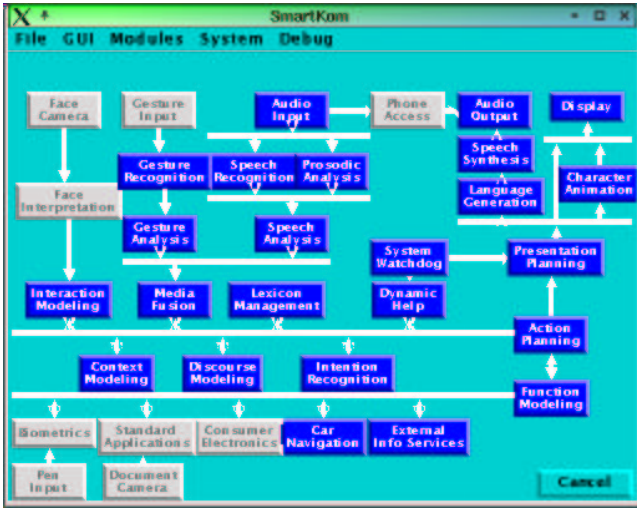 SmartKom
File GUI Modules System Debug
Face
Camera
Gesture
Input
Audio
Input
Phone
Access
Audio
Output
Display
Speech
Synthesis
Gesture
Recognition
Speech
Recognition
Prosodic
Analysis
Character
Animation
Face
Interpretation
Language
Generation
Gesture
Analysis
Speech
Analysis
System
Watchdog
Presentation
Planning
Interaction
Modeling
Media
Fusion
Lexicon
Management
Dynamic
Help
Action
Planning
Context
Modeling
Discourse
Modeling
Intention
Recognition
Function
Modeling
Biometrics
Standard
Applications
Consumer
Electronics
Car
Navigation
External
Info Services
Pen
Input
Document
Camera
Cancel